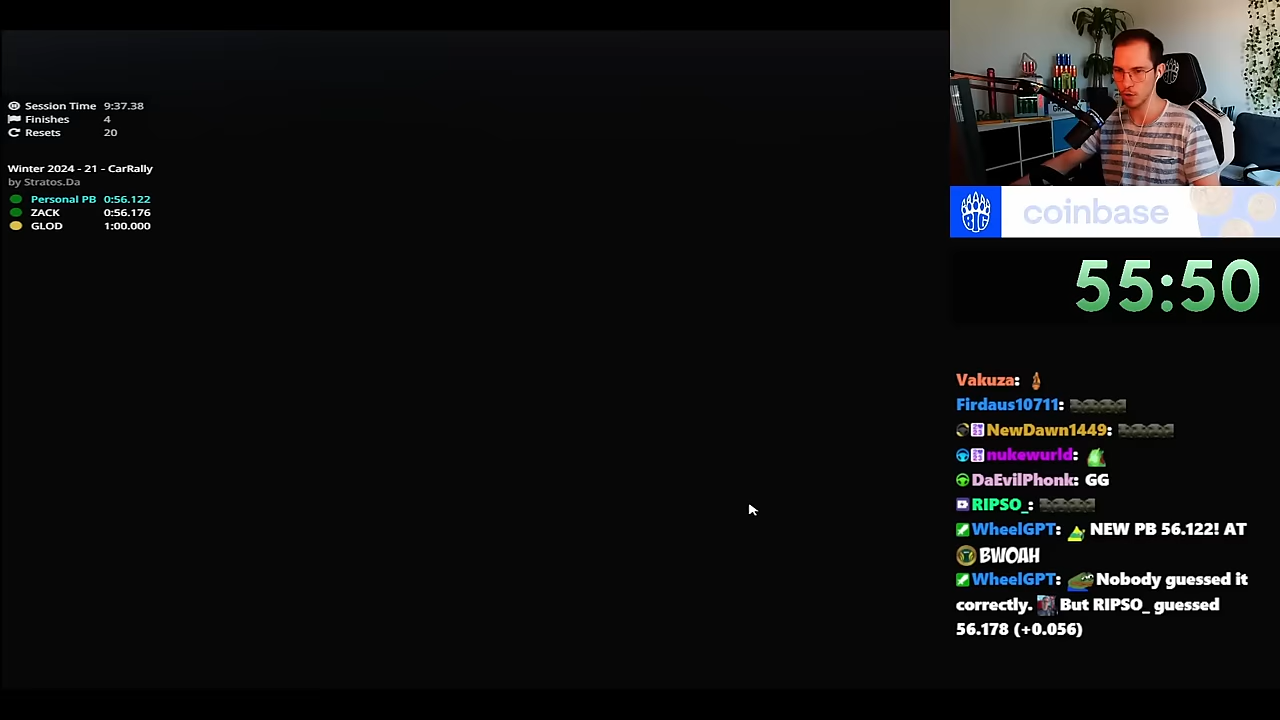 Session Time 9:37.38
Finishes 4
Resets 20
Winter 2024 - 21 - CarRally
by Stratos.Da
Personal PB 0:56.122
ZACK 0:56.176
GLOD 1:00.000
BIG
coinbase
55:50
Vakuza:
Firdaus10711:
NewDawn1449:
nukewurld:
DaEvilPhonk: GG
RIPSO_:
WheelGPT: NEW PB 56.122! AT
BWOAH
WheelGPT: Nobody guessed it
correctly. But RIPSO_ guessed
56.178 (+0.056)